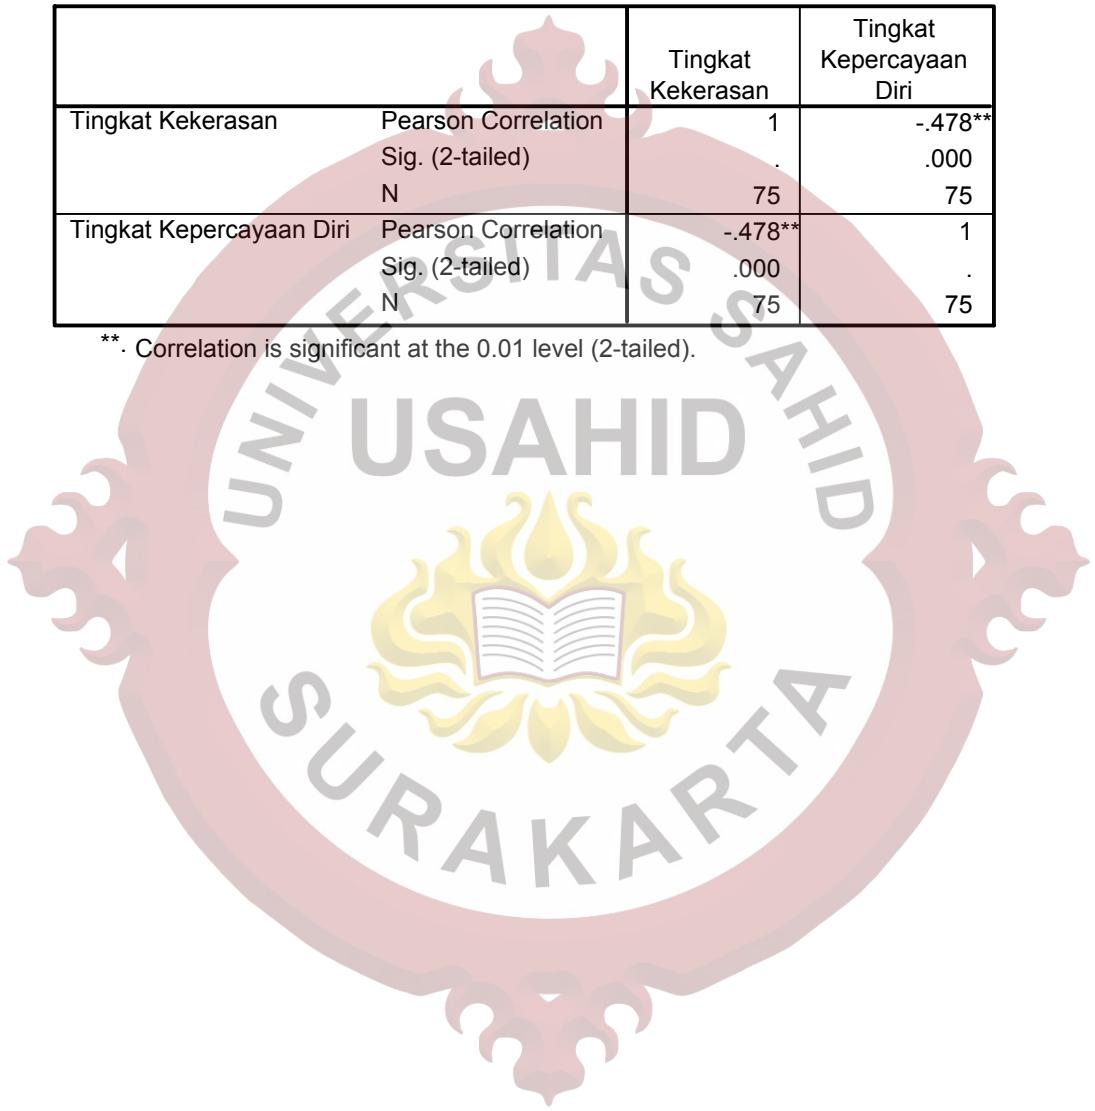 Tingkat
Kekerasan
Tingkat
Kepercayaan
Diri
Tingkat Kekerasan Pearson Correlation 1 -.478**
Sig. (2-tailed) . .000
N 75 75
Tingkat Kepercayaan Diri Pearson Correlation -.478** 1
Sig. (2-tailed) .000 .
N 75 75
**. Correlation is significant at the 0.01 level (2-tailed).
UNIVERSITAS SAHID
USAHID
SURAKARTA